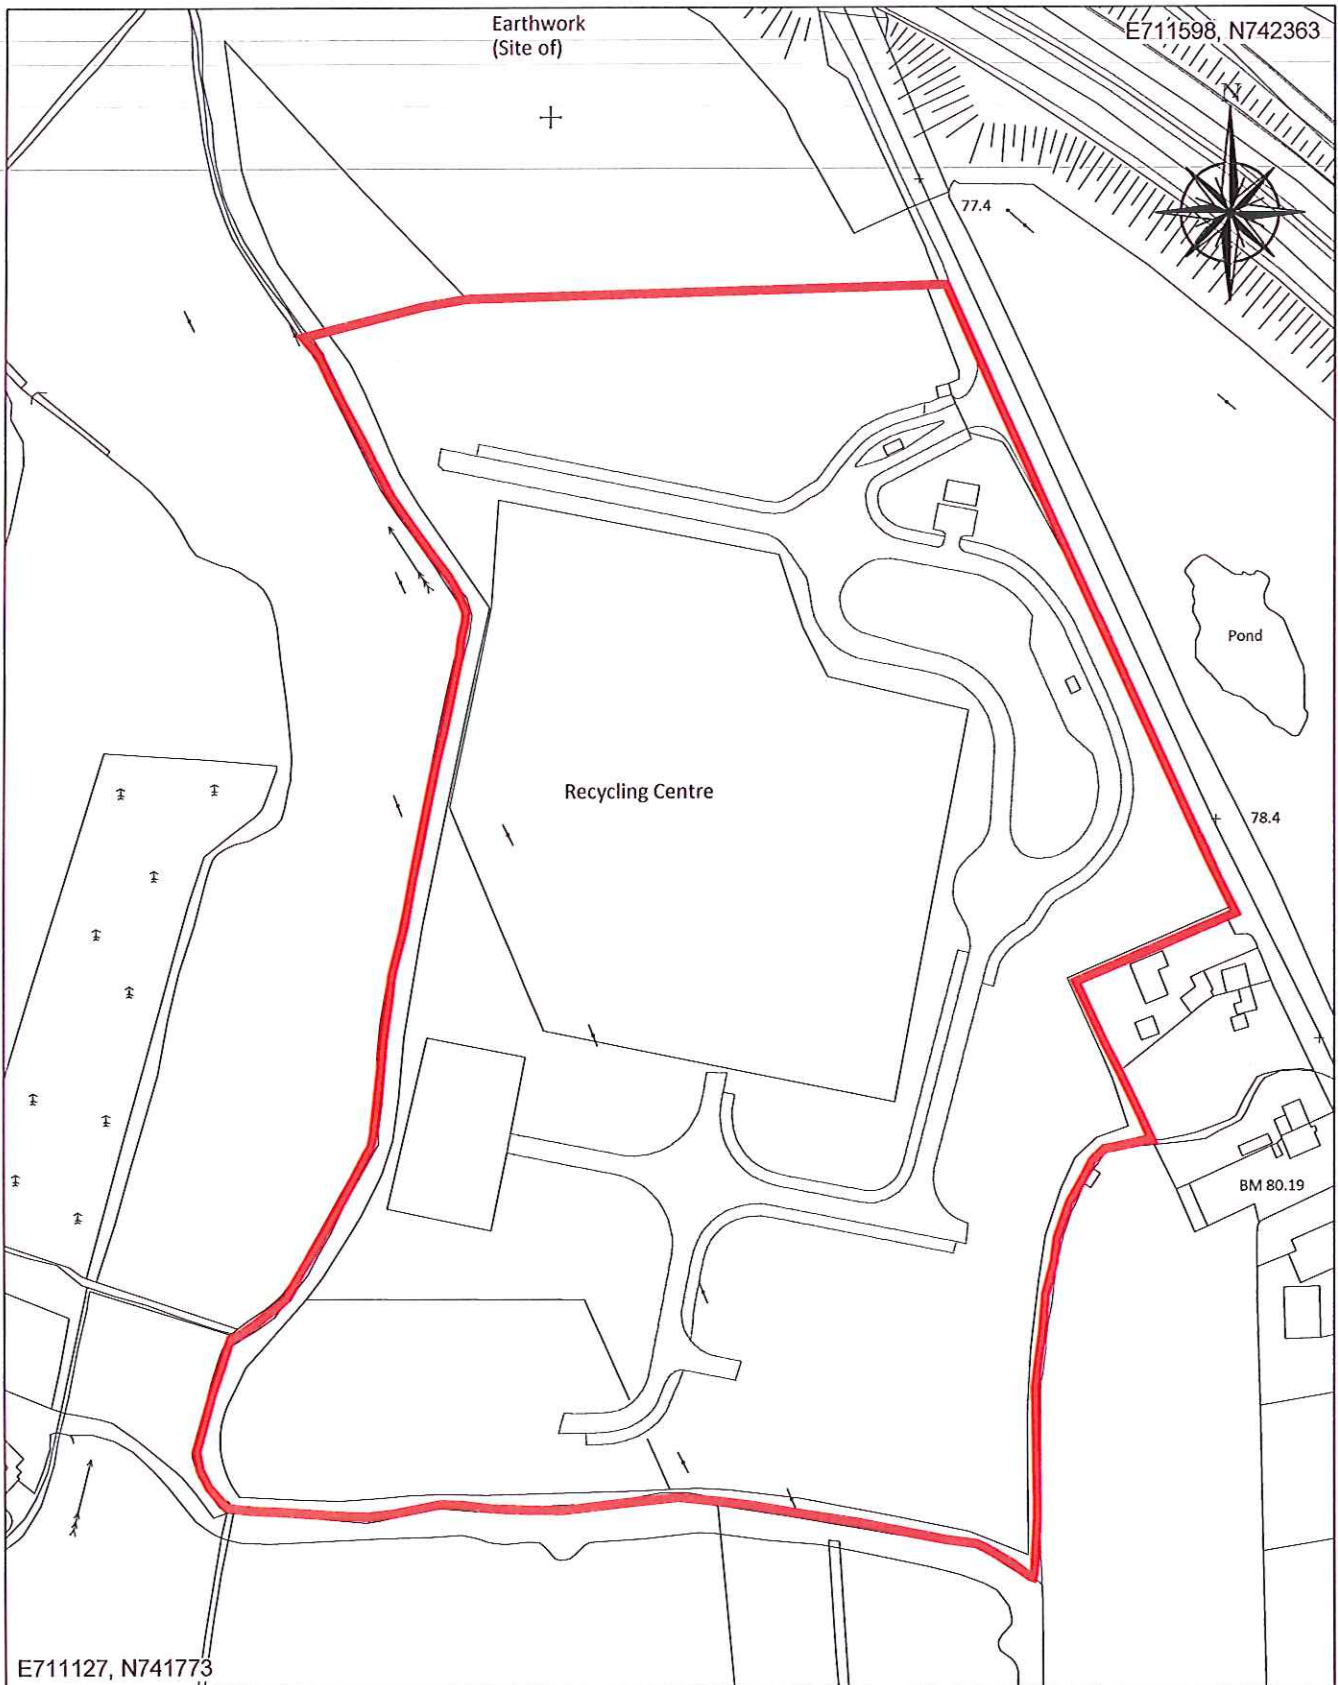 Earthwork
(Site of)
E711598, N742363
N
77.4
Pond
Recycling Centre
78.4
BM 80.19
E711127, N741773